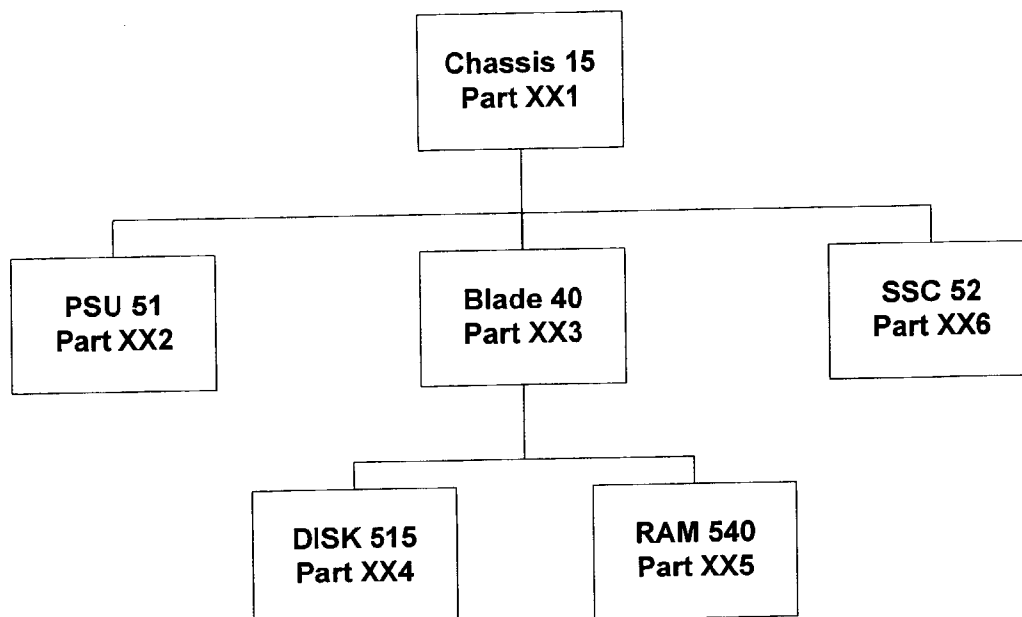 Chassis 15
Part XX1
PSU 51
Part XX2
Blade 40
Part XX3
SSC 52
Part XX6
DISK 515
Part XX4
RAM 540
Part XX5